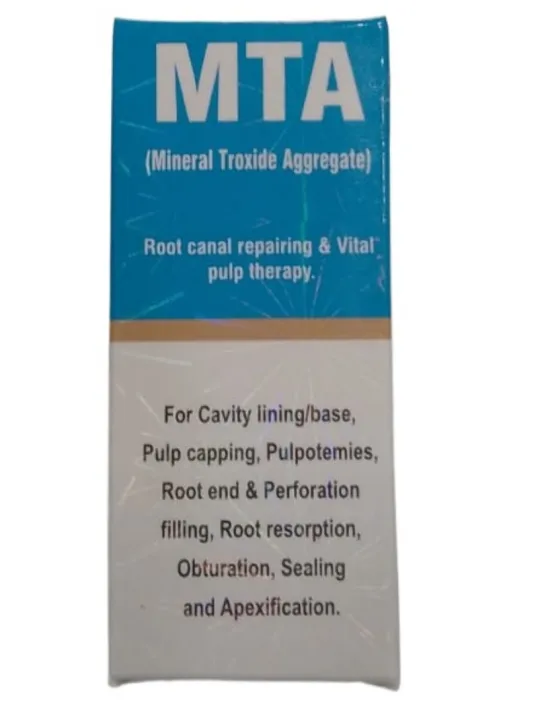 MTA
(Mineral Troxide Aggregate)
Root canal repairing & Vital
pulp therapy.
For Cavity lining/base,
Pulp capping, Pulpotemies,
Root end & Perforation
filling, Root resorption,
Obturation, Sealing
and Apexification.